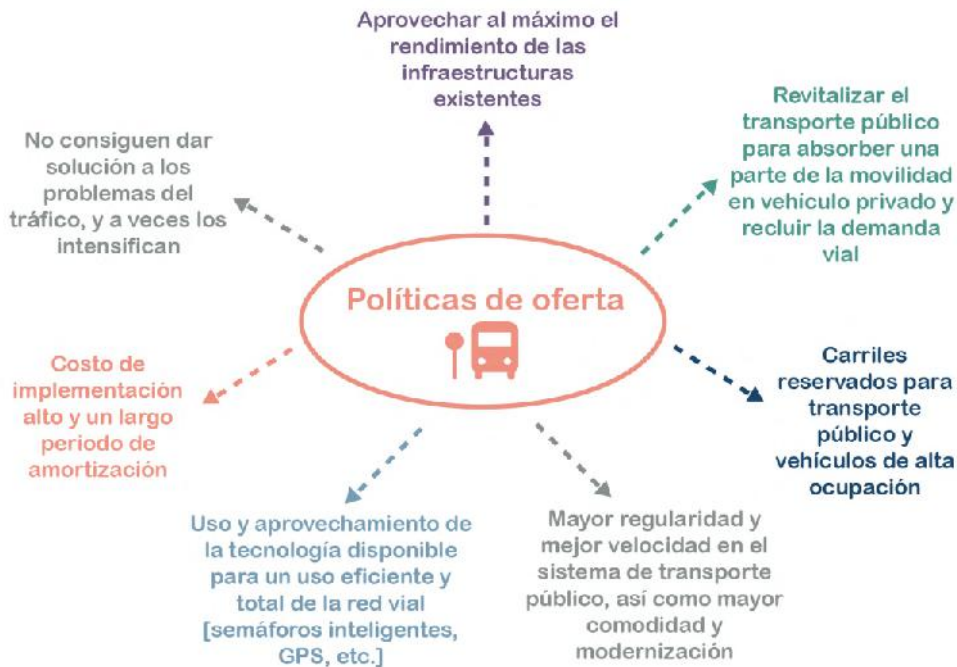 Aprovechar al máximo el
rendimiento de las
infraestructuras
existentes
Revitalizar el
transporte público
para absorber una
parte de la movilidad
en vehículo privado y
recluir la demanda
vial
No consiguen dar
solución a los
problemas del
tráfico, y a veces los
intensifican
Políticas de oferta
Costo de
implementación
alto y un largo
periodo de
amortización
Carriles
reservados para
transporte
público y
vehículos de alta
ocupación
Uso y aprovechamiento de
la tecnología disponible
para un uso eficiente y
total de la red vial
[semáforos inteligentes,
GPS, etc.]
Mayor regularidad y
mejor velocidad en el
sistema de transporte
público, así como mayor
comodidad y
modernización